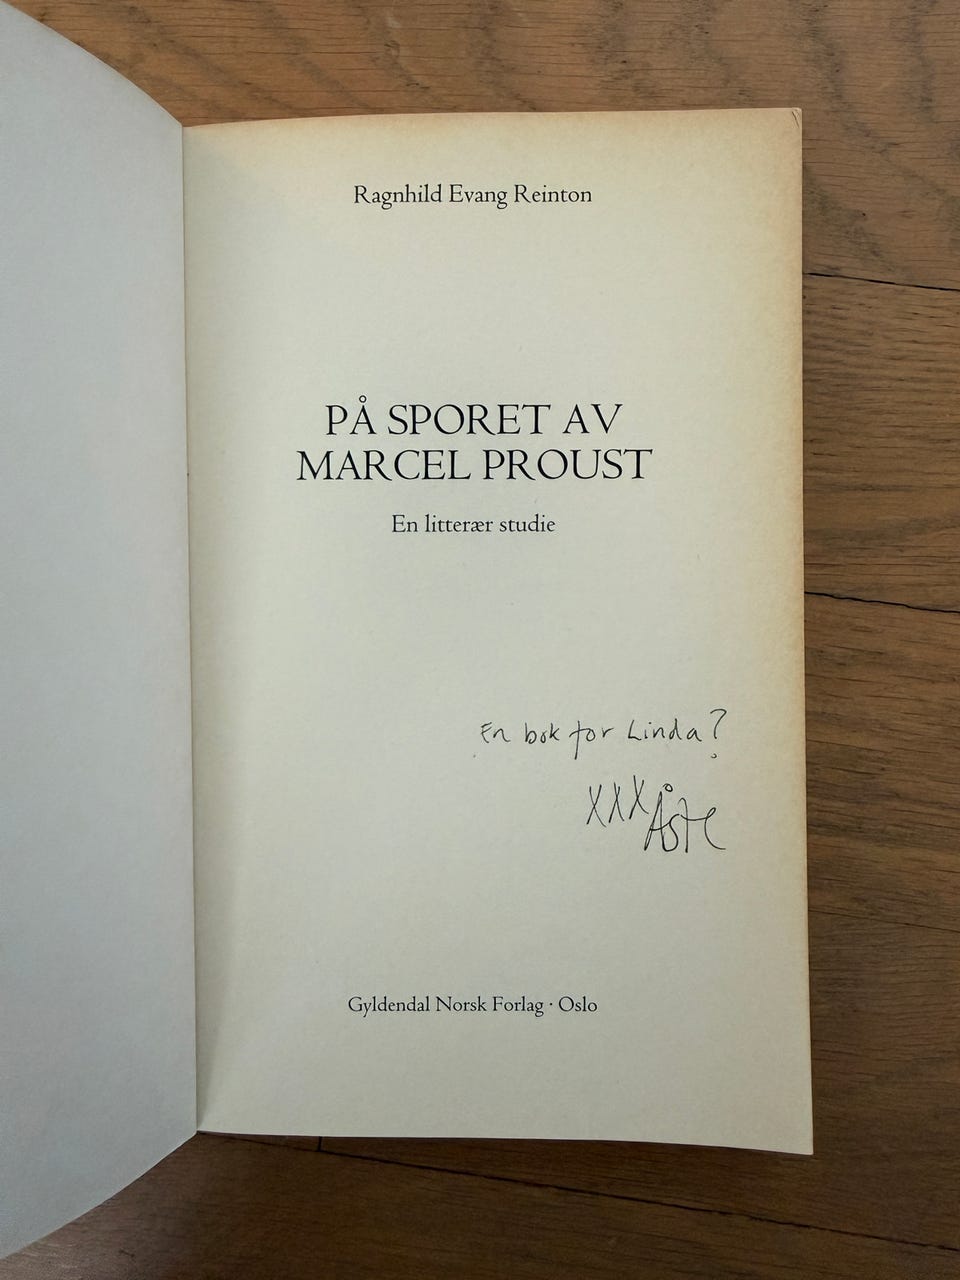 Ragnhild Evang Reinton
PÅ SPORET AV
MARCEL PROUST
En litterær studie
En bok for Linda?
XXX Åste
Gyldendal Norsk Forlag · Oslo